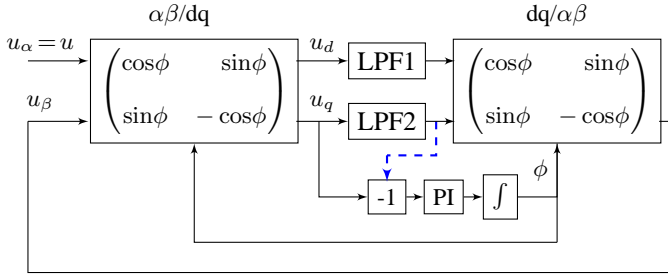 αβ/dq
dq/αβ
u_α = u
u_β
cosϕ sinϕ
sinϕ − cosϕ
u_d
u_q
LPF1
LPF2
cosϕ sinϕ
sinϕ − cosϕ
-1
PI
∫
ϕ